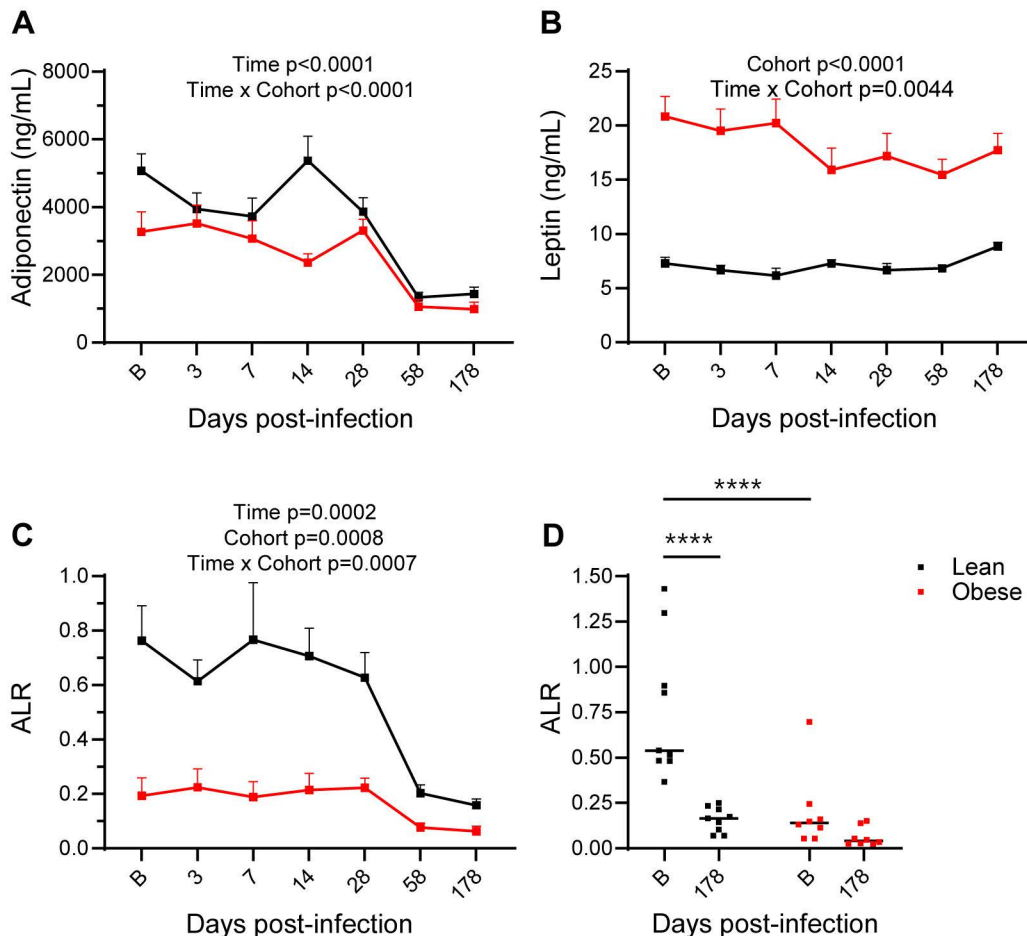 A
Time p<0.0001
Time x Cohort p<0.0001
Adiponectin (ng/mL)
8000
6000
4000
2000
0
B
3
7
14
28
58
178
Days post-infection
B
Cohort p<0.0001
Time x Cohort p=0.0044
Leptin (ng/mL)
25
20
15
10
5
0
B
3
7
14
28
58
178
Days post-infection
C
Time p=0.0002
Cohort p=0.0008
Time x Cohort p=0.0007
ALR
1.0
0.8
0.6
0.4
0.2
0.0
B
3
7
14
28
58
178
Days post-infection
D
****
****
Lean
Obese
ALR
1.50
1.25
1.00
0.75
0.50
0.25
0.00
B
178
B
178
Days post-infection